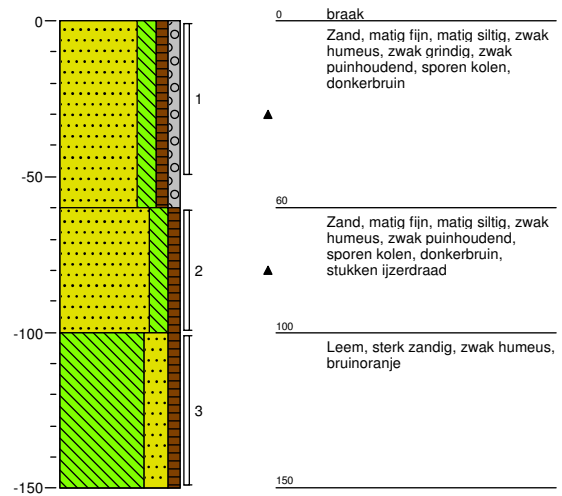 0
-50
-100
-150
1
2
3
0 braak
Zand, matig fijn, matig siltig, zwak
humeus, zwak grindig, zwak
puinhoudend, sporen kolen,
donkerbruin
60
Zand, matig fijn, matig siltig, zwak
humeus, zwak puinhoudend,
sporen kolen, donkerbruin,
stukken ijzerdraad
100
Leem, sterk zandig, zwak humeus,
bruinoranje
150